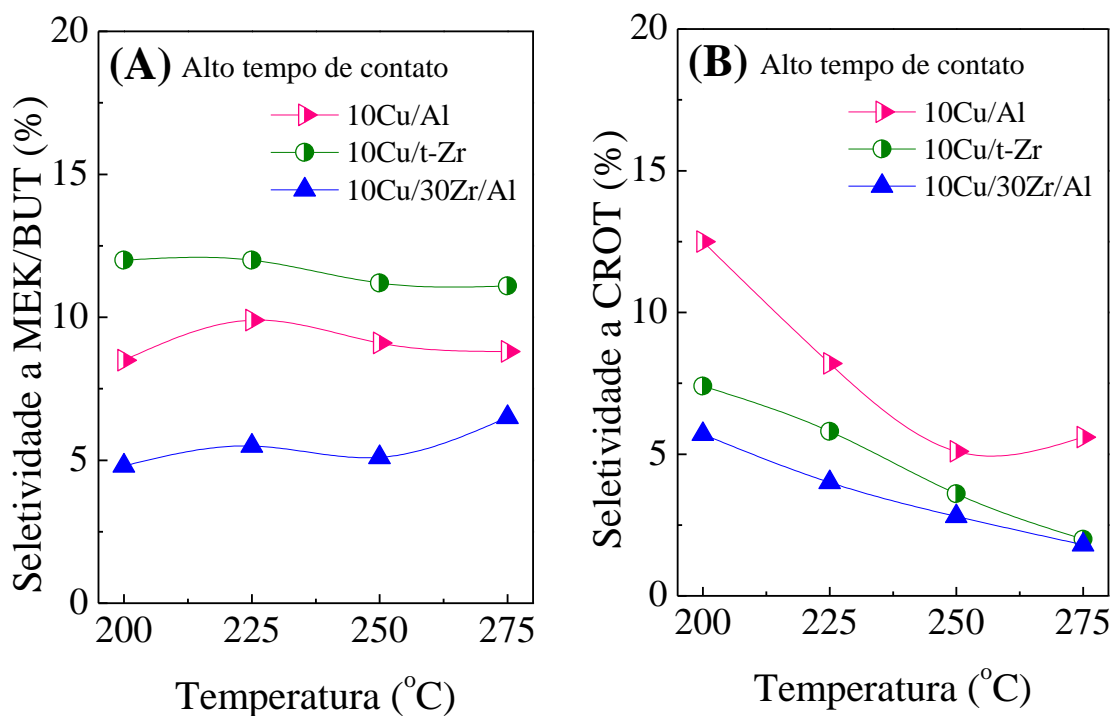 (A) Alto tempo de contato
10Cu/Al
10Cu/t-Zr
10Cu/30Zr/Al
Seletividade a MEK/BUT (%)
20
15
10
5
0
200 225 250 275
Temperatura (°C)
(B) Alto tempo de contato
10Cu/Al
10Cu/t-Zr
10Cu/30Zr/Al
Seletividade a CROT (%)
20
15
10
5
0
200 225 250 275
Temperatura (°C)